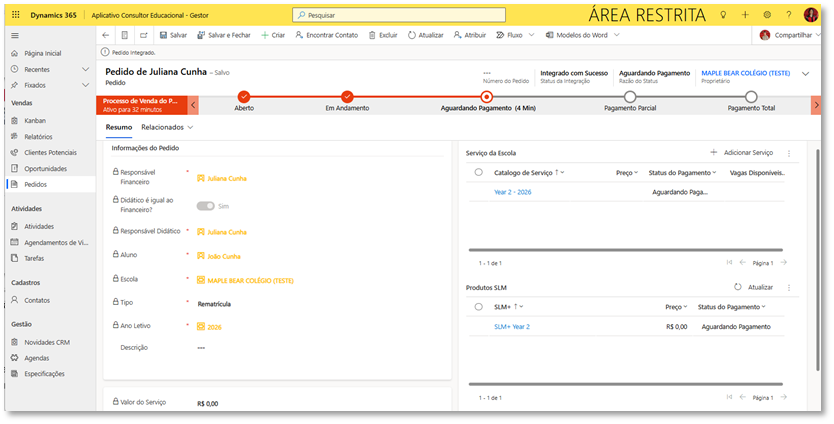 Dynamics 365 Aplicativo Consultor Educacional - Gestor Pesquisar ÁREA RESTRITA
Salvar Salvar e Fechar Criar Encontrar Contato Excluir Atualizar Atribuir Fluxo Modelos do Word Compartilhar
Pedido Integrado.
Página Inicial
Recentes
Fixados
Vendas
Kanban
Relatórios
Clientes Potenciais
Oportunidades
Pedidos
Atividades
Atividades
Agendamentos de Vi...
Tarefas
Cadastros
Contatos
Gestão
Novidades CRM
Agendas
Especificações
Pedido de Juliana Cunha - Salvo
Pedido
---
Número do Pedido
Integrado com Sucesso
Status da Integração
Aguardando Pagamento
Razão do Status
MAPLE BEAR COLÉGIO (TESTE)
Proprietário
Processo de Venda do P...
Ativo para 32 minutos
Aberto
Em Andamento
Aguardando Pagamento (4 Min)
Pagamento Parcial
Pagamento Total
Resumo Relacionados
Informações do Pedido
Responsável Financeiro * Juliana Cunha
Didático é igual ao Financeiro? Sim
Responsável Didático * Juliana Cunha
Aluno * João Cunha
Escola * MAPLE BEAR COLÉGIO (TESTE)
Tipo * Rematrícula
Ano Letivo * 2026
Descrição ---
Valor do Serviço R$ 0,00
Serviço da Escola Adicionar Serviço
Catalogo de Serviço Preço Status do Pagamento Vagas Disponíveis..
Year 2 - 2026 Aguardando Paga...
1 - 1 de 1 Página 1
Produtos SLM Atualizar
SLM+ Preço Status do Pagamento
SLM+ Year 2 R$ 0,00 Aguardando Pagamento
1 - 1 de 1 Página 1